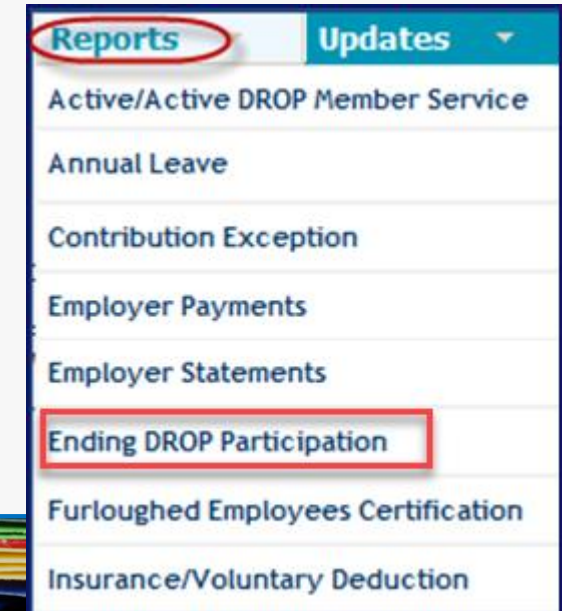 Reports Updates
Active/Active DROP Member Service
Annual Leave
Contribution Exception
Employer Payments
Employer Statements
Ending DROP Participation
Furloughed Employees Certification
Insurance/Voluntary Deduction